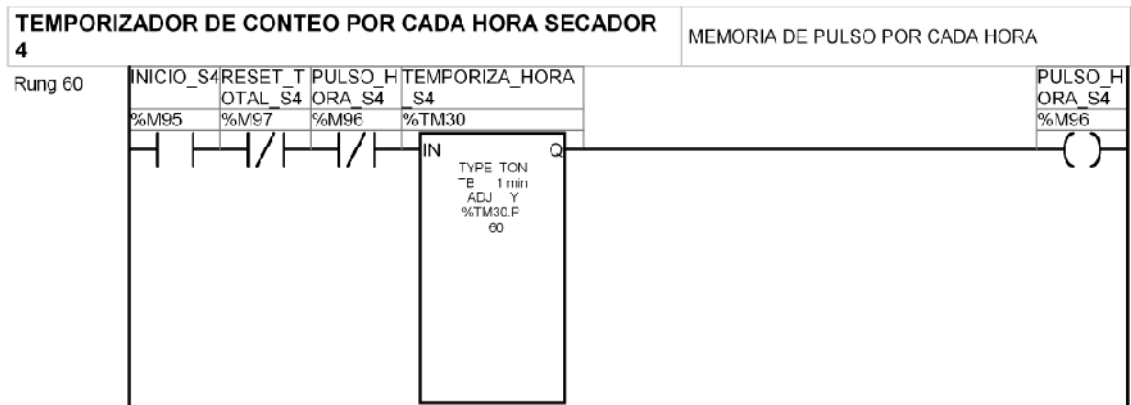 TEMPORIZADOR DE CONTEO POR CADA HORA SECADOR
4
MEMORIA DE PULSO POR CADA HORA
Rung 60
INICIO_S4
RESET_T
OTAL_S4
PULSO_H
ORA_S4
TEMPORIZA_HORA
_S4
PULSO_H
ORA_S4
%M95
%M97
%M96
%TM30
%M96
IN
Q
TYPE TON
TB 1 min
ADJ Y
%TM30.P
60